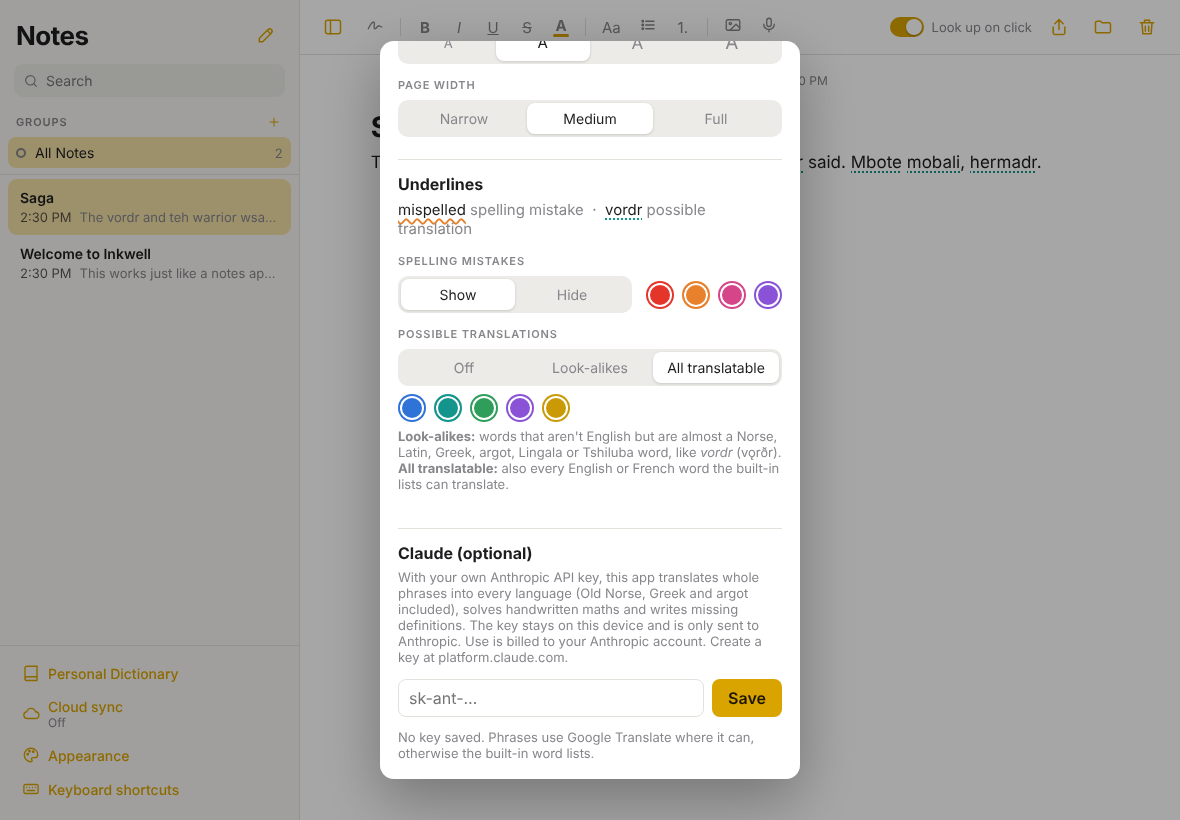 Notes
Search
GROUPS
All Notes 2
Saga
2:30 PM The vordr and teh warrior wsa...
Welcome to Inkwell
2:30 PM This works just like a notes ap...
Personal Dictionary
Cloud sync
Off
Appearance
Keyboard shortcuts
B I U S A Aa 1.
Look up on click
PM
said. Mbote mobali, hermadr.
A A A A
PAGE WIDTH
Narrow Medium Full
Underlines
mispelled spelling mistake · vordr possible
translation
SPELLING MISTAKES
Show Hide
POSSIBLE TRANSLATIONS
Off Look-alikes All translatable
Look-alikes: words that aren't English but are almost a Norse,
Latin, Greek, argot, Lingala or Tshiluba word, like vordr (vǫrðr).
All translatable: also every English or French word the built-in
lists can translate.
Claude (optional)
With your own Anthropic API key, this app translates whole
phrases into every language (Old Norse, Greek and argot
included), solves handwritten maths and writes missing
definitions. The key stays on this device and is only sent to
Anthropic. Use is billed to your Anthropic account. Create a
key at platform.claude.com.
sk-ant-...
Save
No key saved. Phrases use Google Translate where it can,
otherwise the built-in word lists.